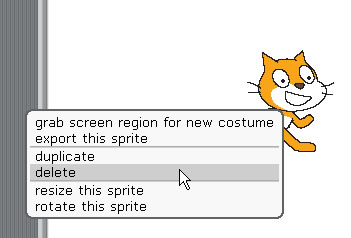 grab screen region for new costume
export this sprite
duplicate
delete
resize this sprite
rotate this sprite